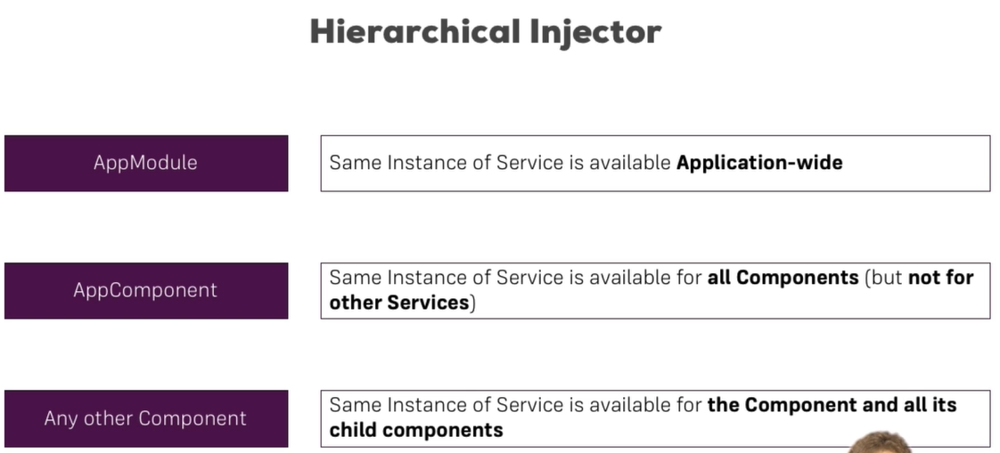 Hierarchical Injector
AppModule
Same Instance of Service is available Application-wide
AppComponent
Same Instance of Service is available for all Components (but not for
other Services)
Any other Component
Same Instance of Service is available for the Component and all its
child components